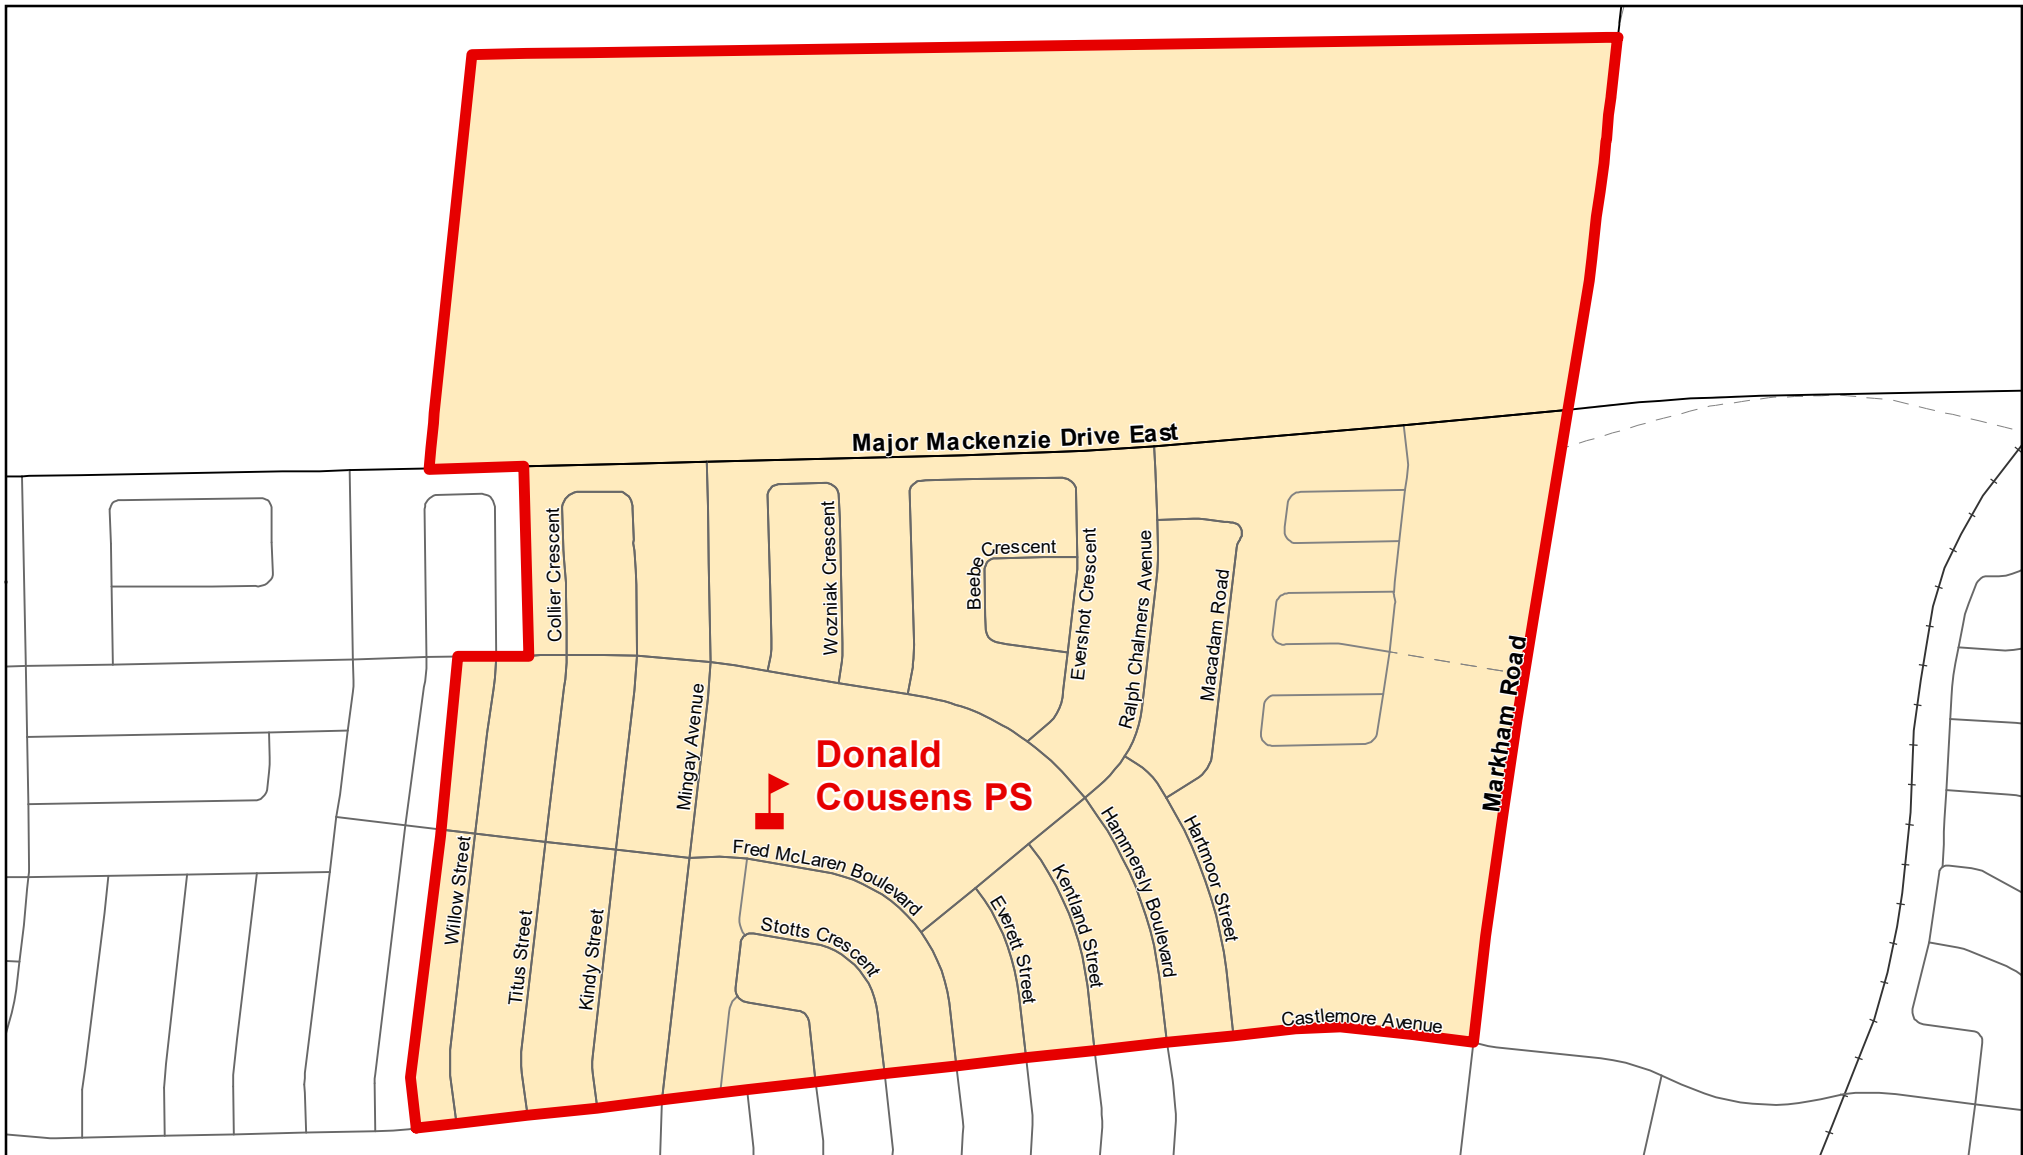 Major Mackenzie Drive East
Collier Crescent
Wozniak Crescent
Beebe
Crescent
Evershot Crescent
Ralph Chalmers Avenue
Macadam Road
Markham Road
Mingay Avenue
Donald
Cousens PS
Fred McLaren Boulevard
Stotts Crescent
Willow Street
Titus Street
Kindy Street
Everett Street
Kentland Street
Hammersly Boulevard
Hartmoor Street
Castlemore Avenue